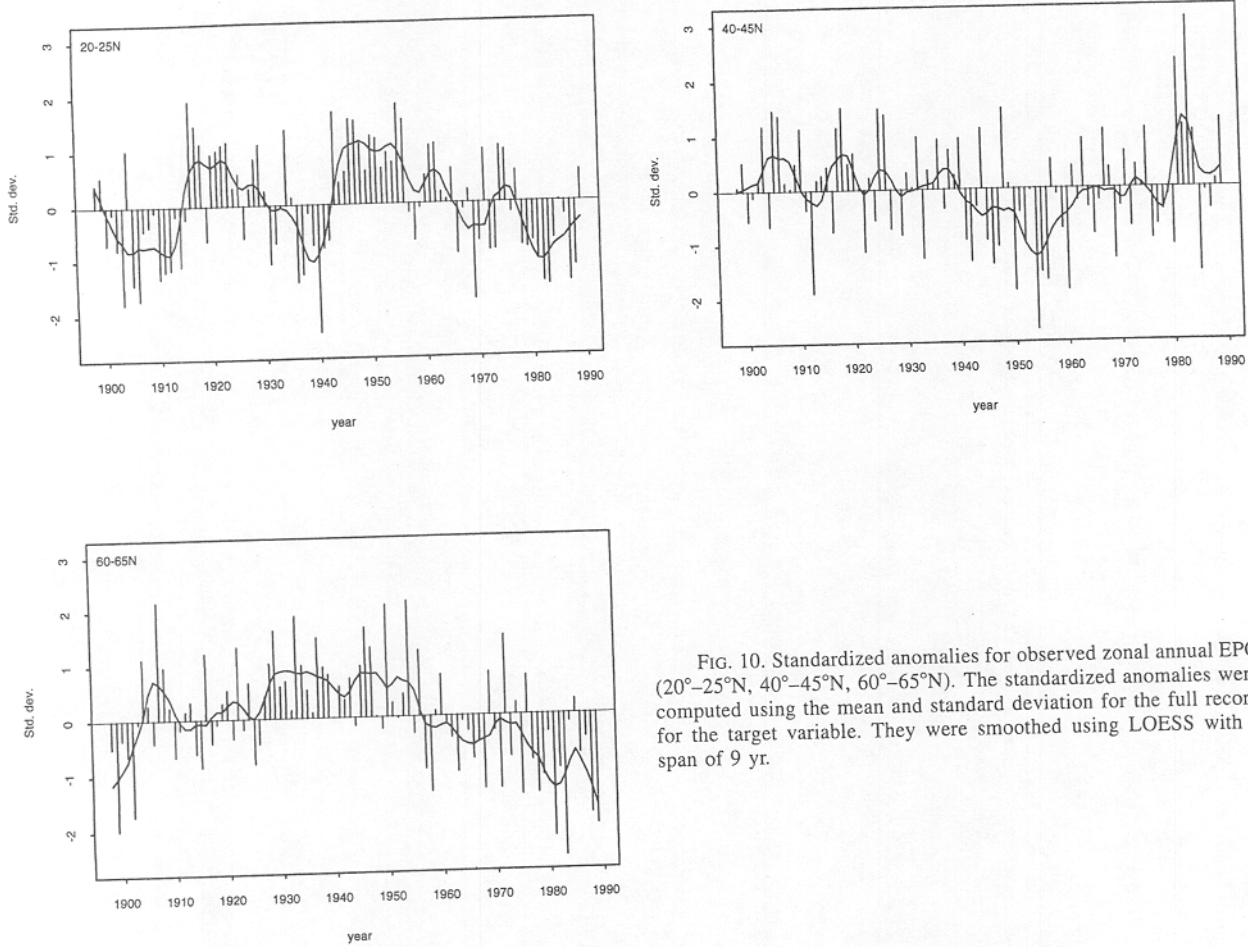 20-25N
3
2
1
0
-1
-2
Std. dev.
1900 1910 1920 1930 1940 1950 1960 1970 1980 1990
year
40-45N
3
2
1
0
-1
-2
Std. dev.
1900 1910 1920 1930 1940 1950 1960 1970 1980 1990
year
60-65N
3
2
1
0
-1
-2
Std. dev.
1900 1910 1920 1930 1940 1950 1960 1970 1980 1990
year
FIG. 10. Standardized anomalies for observed zonal annual
(20°–25°N, 40°–45°N, 60°–65°N). The standardized anomalies
computed using the mean and standard deviation for the full
for the target variable. They were smoothed using LOESS with
span of 9 yr.